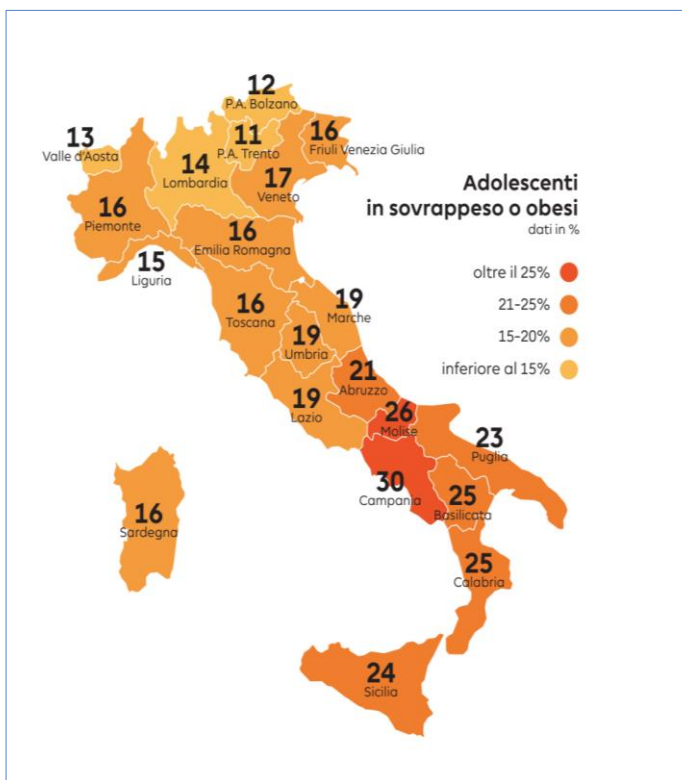 12
P.A. Bolzano
13
Valle d'Aosta
11
P.A. Trento
16
Friuli Venezia Giulia
14
Lombardia
17
Veneto
16
Piemonte
16
Emilia Romagna
15
Liguria
16
Toscana
19
Marche
19
Umbria
21
Abruzzo
19
Lazio
26
Molise
23
Puglia
30
Campania
25
Basilicata
16
Sardegna
25
Calabria
24
Sicilia
Adolescenti
in sovrappeso o obesi
dati in %
oltre il 25%
21-25%
15-20%
inferiore al 15%